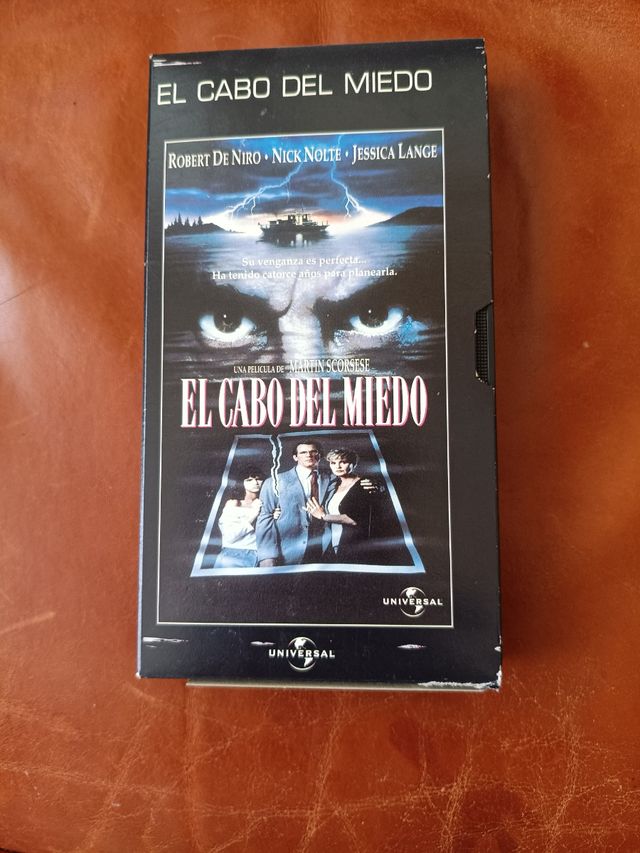 EL CABO DEL MIEDO
ROBERT DE NIRO • NICK NOLTE • JESSICA LANGE
Su venganza es perfecta...
Ha tenido catorce años para planearla.
UNA PELICULA DE MARTIN SCORSESE
EL CABO DEL MIEDO
UNIVERSAL
UNIVERSAL